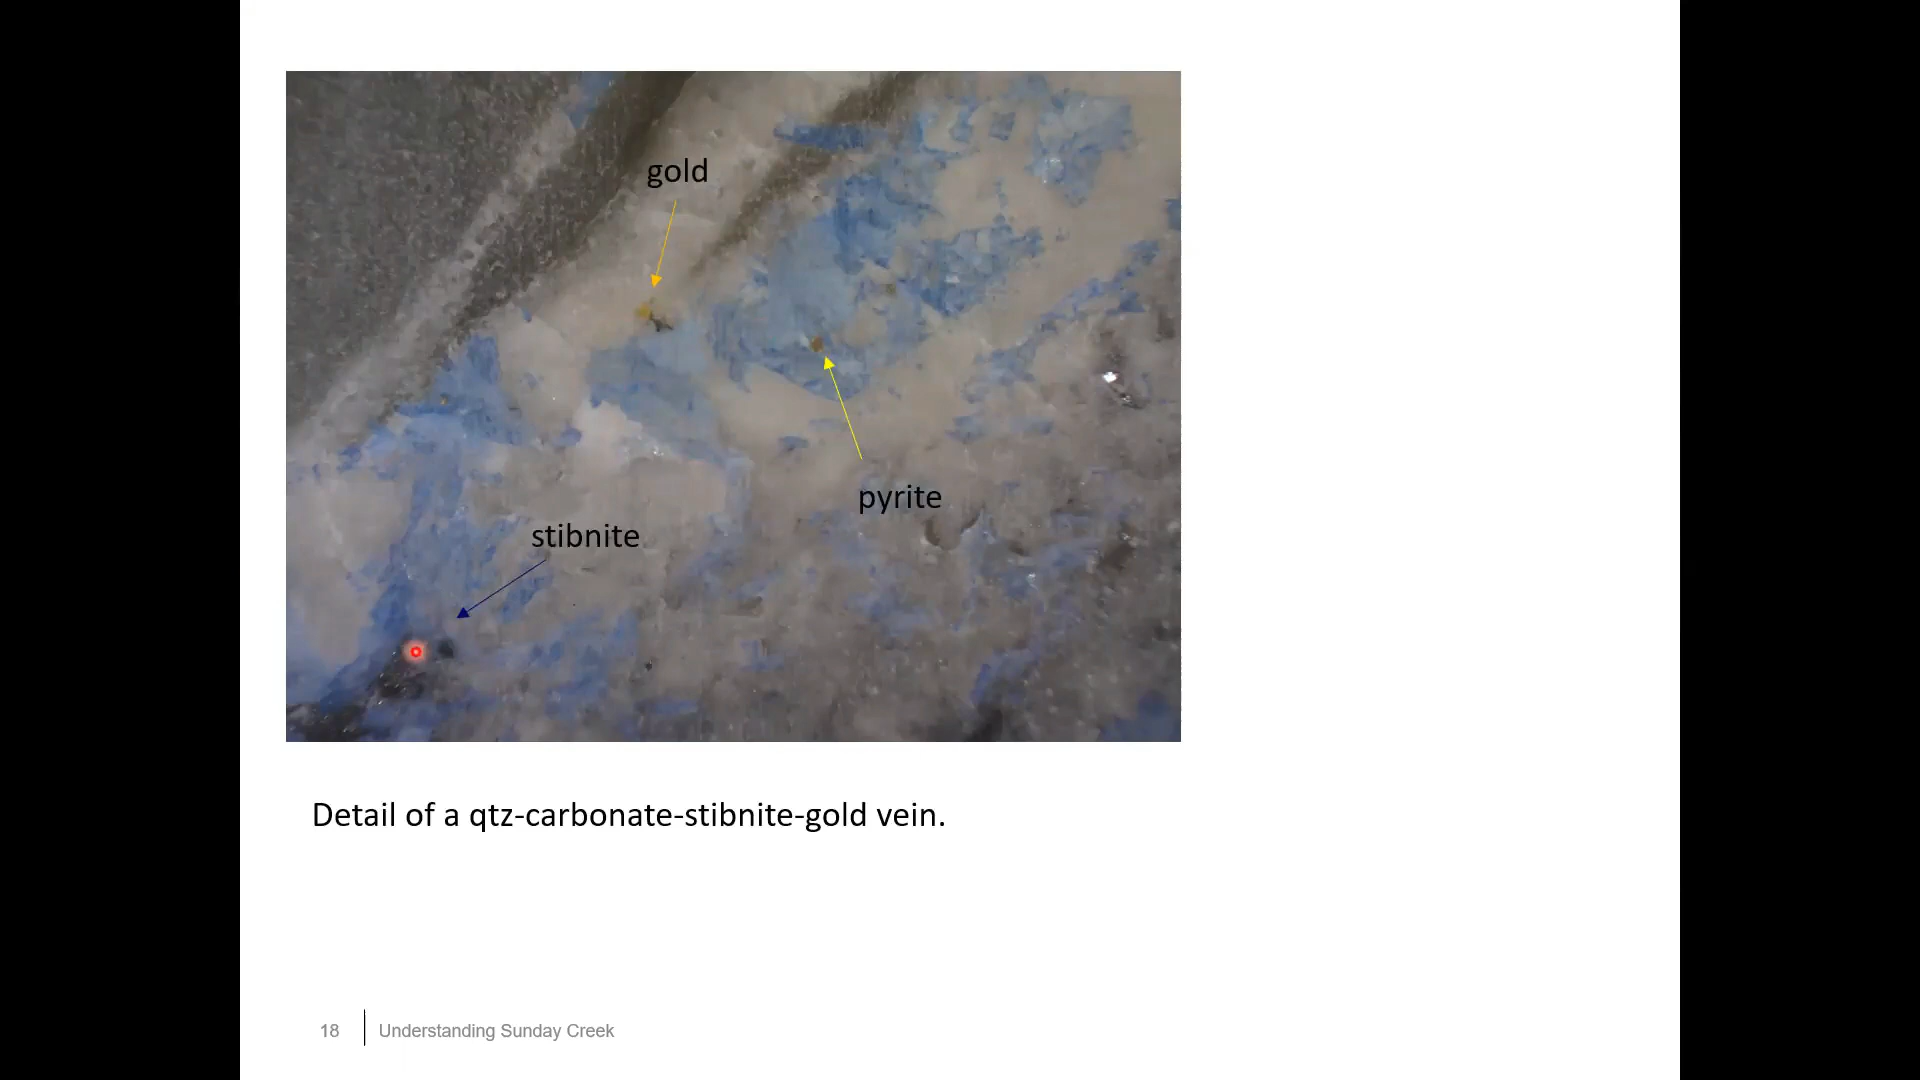 gold
pyrite
stibnite
Detail of a qtz-carbonate-stibnite-gold vein.
18
Understanding Sunday Creek